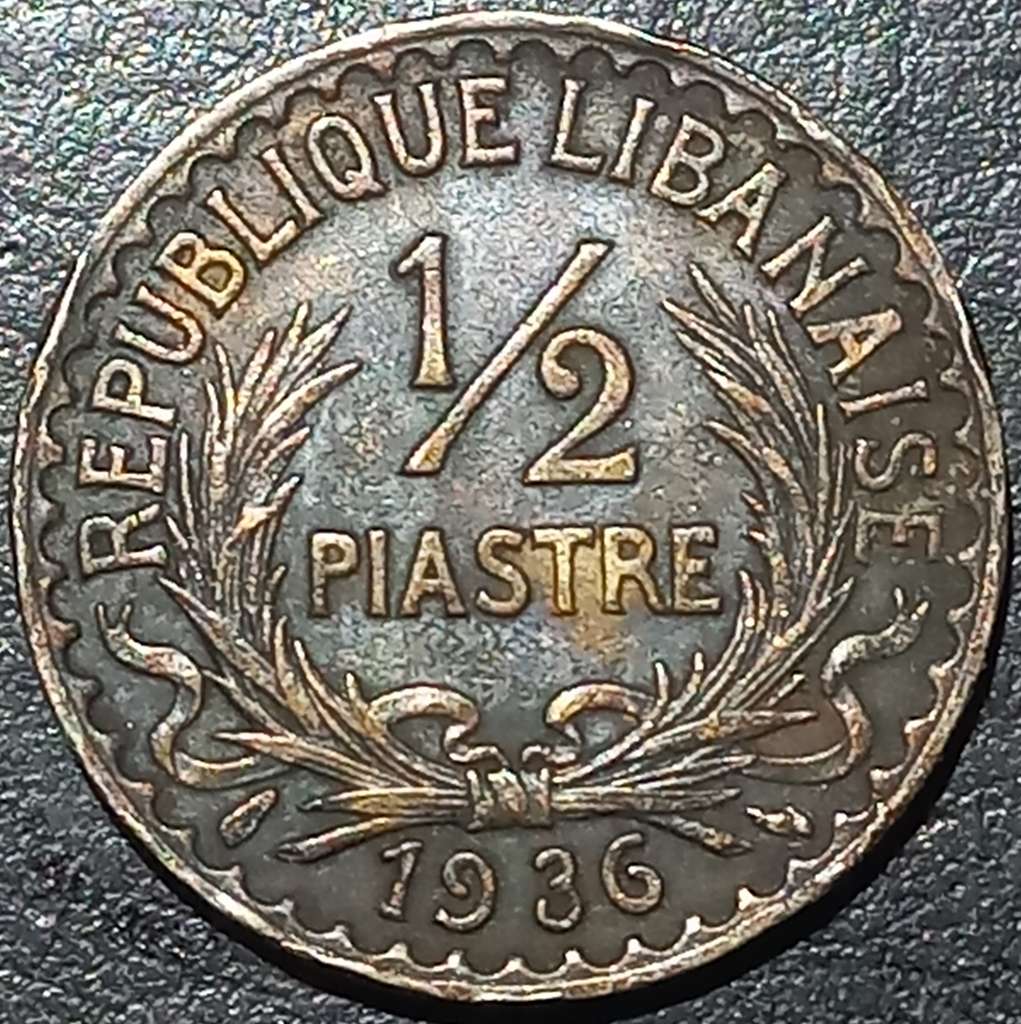 REPUBLIQUE LIBANAISE
1/2
PIASTRE
1936